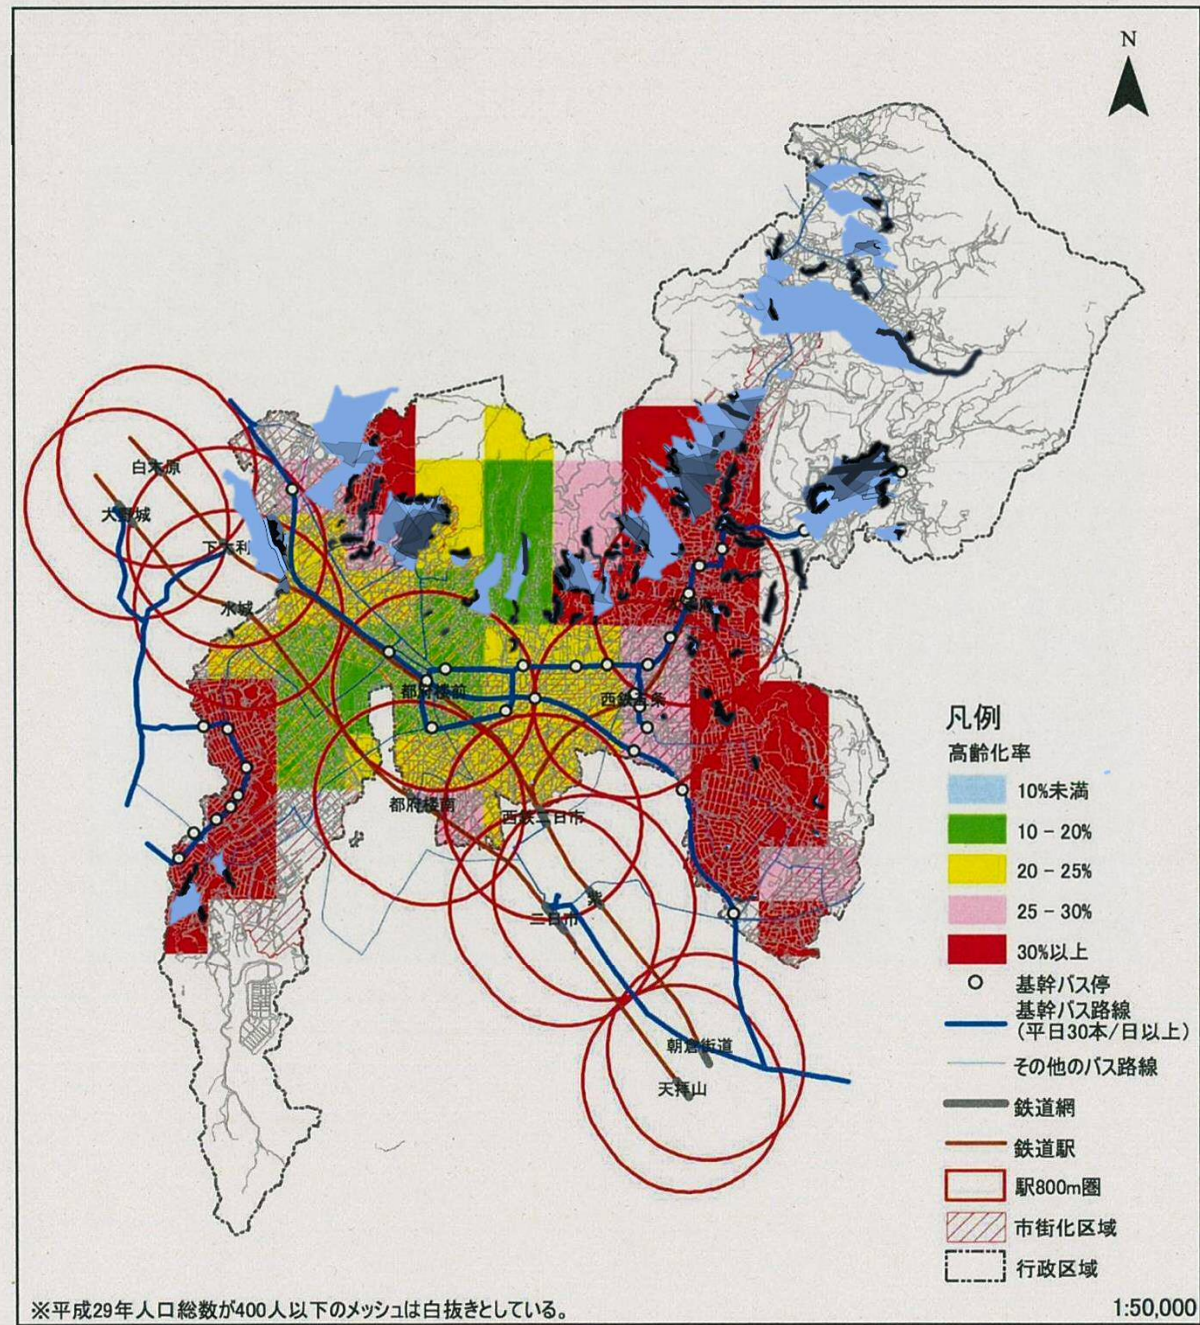 N
白木原
大野城
下大利
水城
都府楼前
西鉄五条
都府楼南
西鉄二日市
紫
二日市
朝倉街道
天拝山
凡例
高齢化率
10%未満
10 - 20%
20 - 25%
25 - 30%
30%以上
基幹バス停
基幹バス路線
(平日30本/日以上)
その他のバス路線
鉄道網
鉄道駅
駅800m圏
市街化区域
行政区域
※平成29年人口総数が400人以下のメッシュは白抜きとしている。
1:50,000